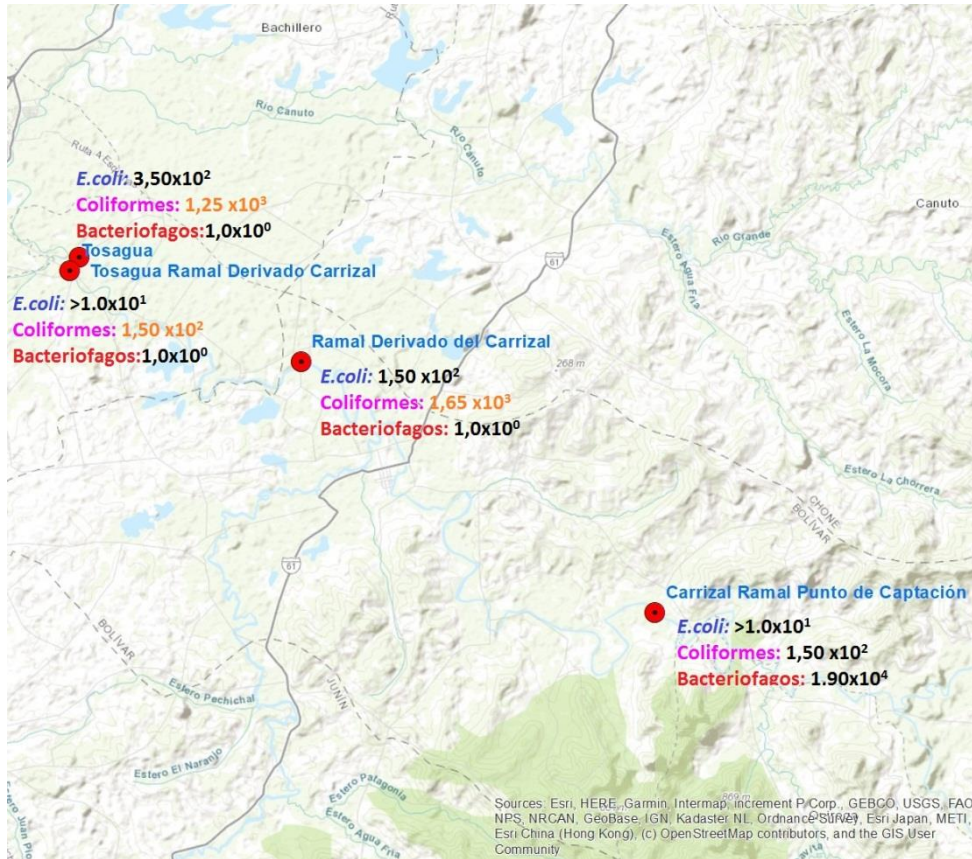 Bachillero
Rio Canuto
Rio Canuto
Canuto
E.coli: 3,50x10²
Coliformes: 1,25 x10³
Bacteriofagos:1,0x10⁰
Tosagua
Tosagua Ramal Derivado Carrizal
Rio Grande
Estero Agua Fria
61
E.coli: >1.0x10¹
Coliformes: 1,50 x10²
Bacteriofagos:1,0x10⁰
Estero La Mocora
Ramal Derivado del Carrizal
268 m
E.coli: 1,50 x10²
Coliformes: 1,65 x10³
Bacteriofagos: 1,0x10⁰
Estero La Chorrera
CHONE
BOLÍVAR
61
Carrizal Ramal Punto de Captación
E.coli: >1.0x10¹
Coliformes: 1,50 x10²
Bacteriofagos: 1.90x10⁴
BOLÍVAR
JUNÍN
Estero Pechichal
Estero El Naranjo
Estero Patagonia
Estero Agua Fria
Sources: Esri, HERE, Garmin, Intermap, increment P Corp., GEBCO, USGS, FAO,
NPS, NRCAN, GeoBase, IGN, Kadaster NL, Ordnance Survey, Esri Japan, METI,
Esri China (Hong Kong), (c) OpenStreetMap contributors, and the GIS User
Community